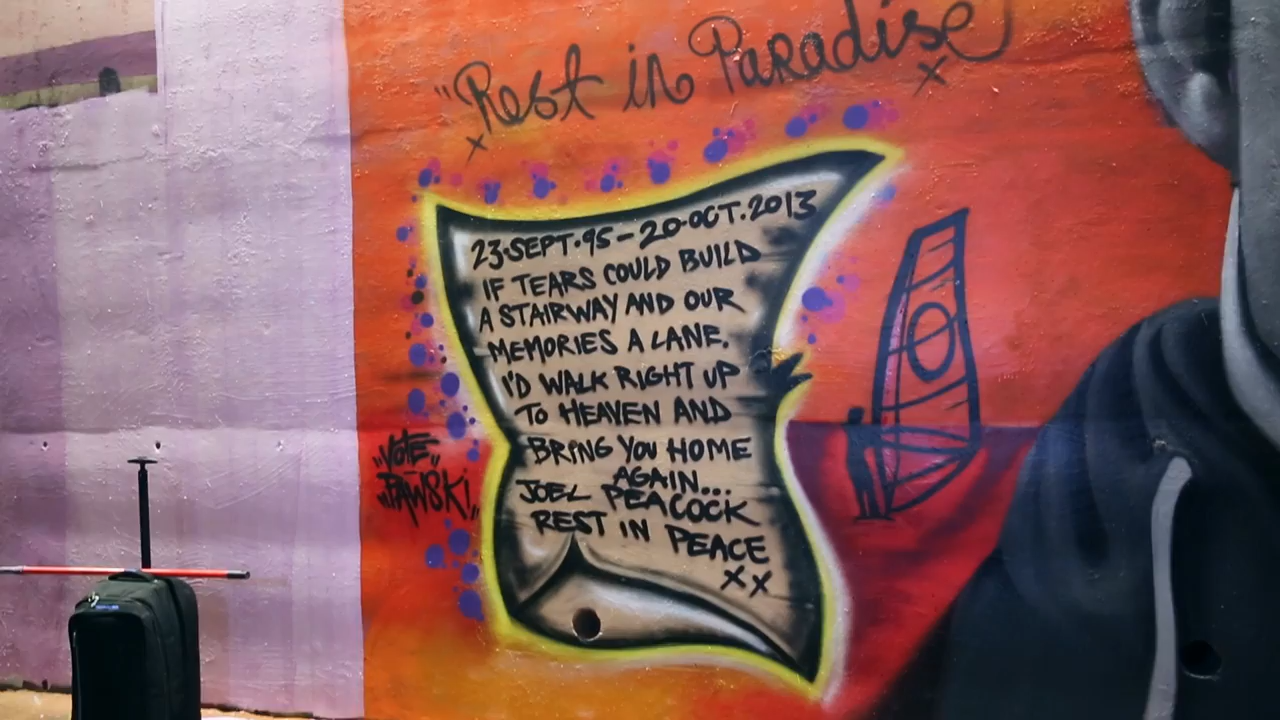 "Rest in Paradise
x x
23·SEPT·95-20·OCT.2013
IF TEARS COULD BUILD
A STAIRWAY AND OUR
MEMORIES A LANE.
I'D WALK RIGHT UP
TO HEAVEN AND
BRING YOU HOME
AGAIN...
JOEL PEACOCK
REST IN PEACE
XX
"VOTE"
"PAWSKI"